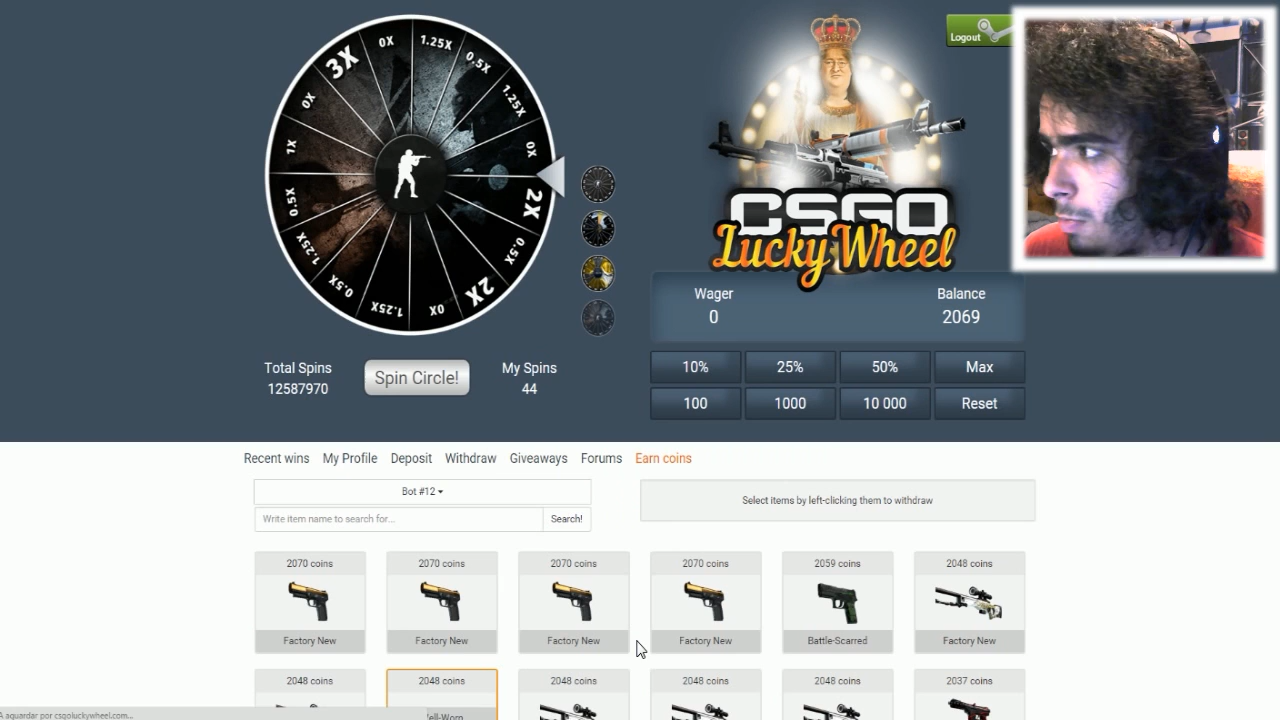 3X
0X
1.25X
0.5X
1.25X
0X
2X
0.5X
2X
0X
1.25X
0.5X
1.25X
0.5X
1X
0X
Logout
CSGO
Lucky Wheel
Wager
Balance
0
2069
Total Spins
Spin Circle!
My Spins
12587970
44
10%
25%
50%
Max
100
1000
10 000
Reset
Recent wins
My Profile
Deposit
Withdraw
Giveaways
Forums
Earn coins
Bot #12
Select items by left-clicking them to withdraw
Write item name to search for...
Search!
2070 coins
2070 coins
2070 coins
2070 coins
2059 coins
2048 coins
Factory New
Factory New
Factory New
Factory New
Battle-Scarred
Factory New
2048 coins
2048 coins
2048 coins
2048 coins
2048 coins
2037 coins
A aguardar por csgoluckywheel.com...